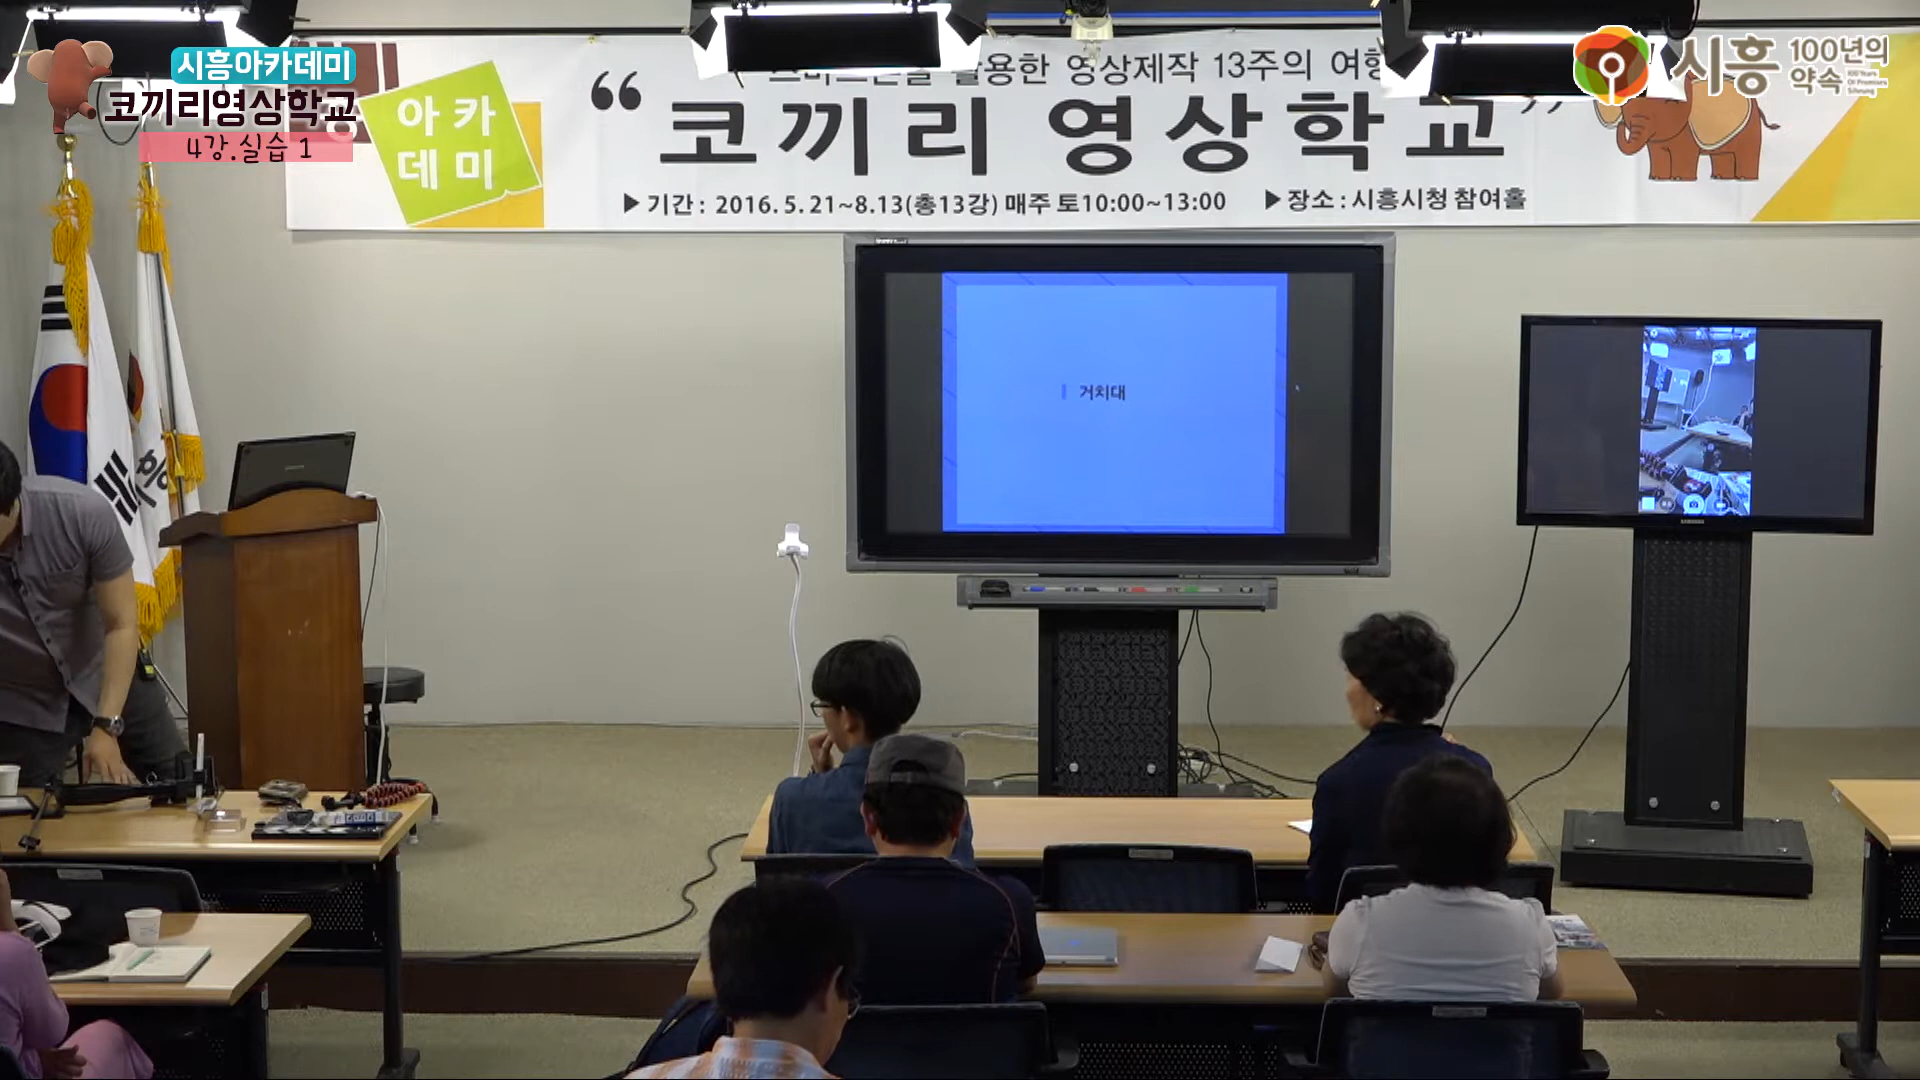 시흥아카데미
코끼리영상학교
4강.실습 1
아카
데미
활용한 영상제작 13주의 여행
“코끼리 영상학교”
▶기간 : 2016. 5. 21~8.13(총13강) 매주 토10:00~13:00 ▶장소 : 시흥시청 참여홀
시흥 100년의
약속
거치대